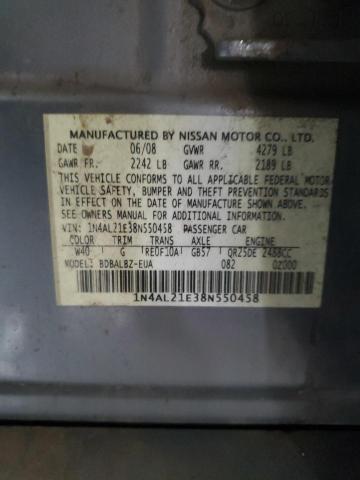 MANUFACTURED BY NISSAN MOTOR CO., LTD.
DATE 06/08 GVWR 4279 LB
GAWR FR. 2242 LB GAWR RR. 2189 LB
THIS VEHICLE CONFORMS TO ALL APPLICABLE FEDERAL MOTOR
VEHICLE SAFETY, BUMPER AND THEFT PREVENTION STANDARDS
IN EFFECT ON THE DATE OF MANUFACTURE SHOWN ABOVE.
SEE OWNER'S MANUAL FOR ADDITIONAL INFORMATION.
VIN: 1N4AL21E38N550458 PASSENGER CAR
COLOR TRIM TRANS. AXLE ENGINE
W40 G RE0F10A GB57 QR25DE 2488CC
MODEL: BDBALBZ-EUA 082 02000
1N4AL21E38N550458